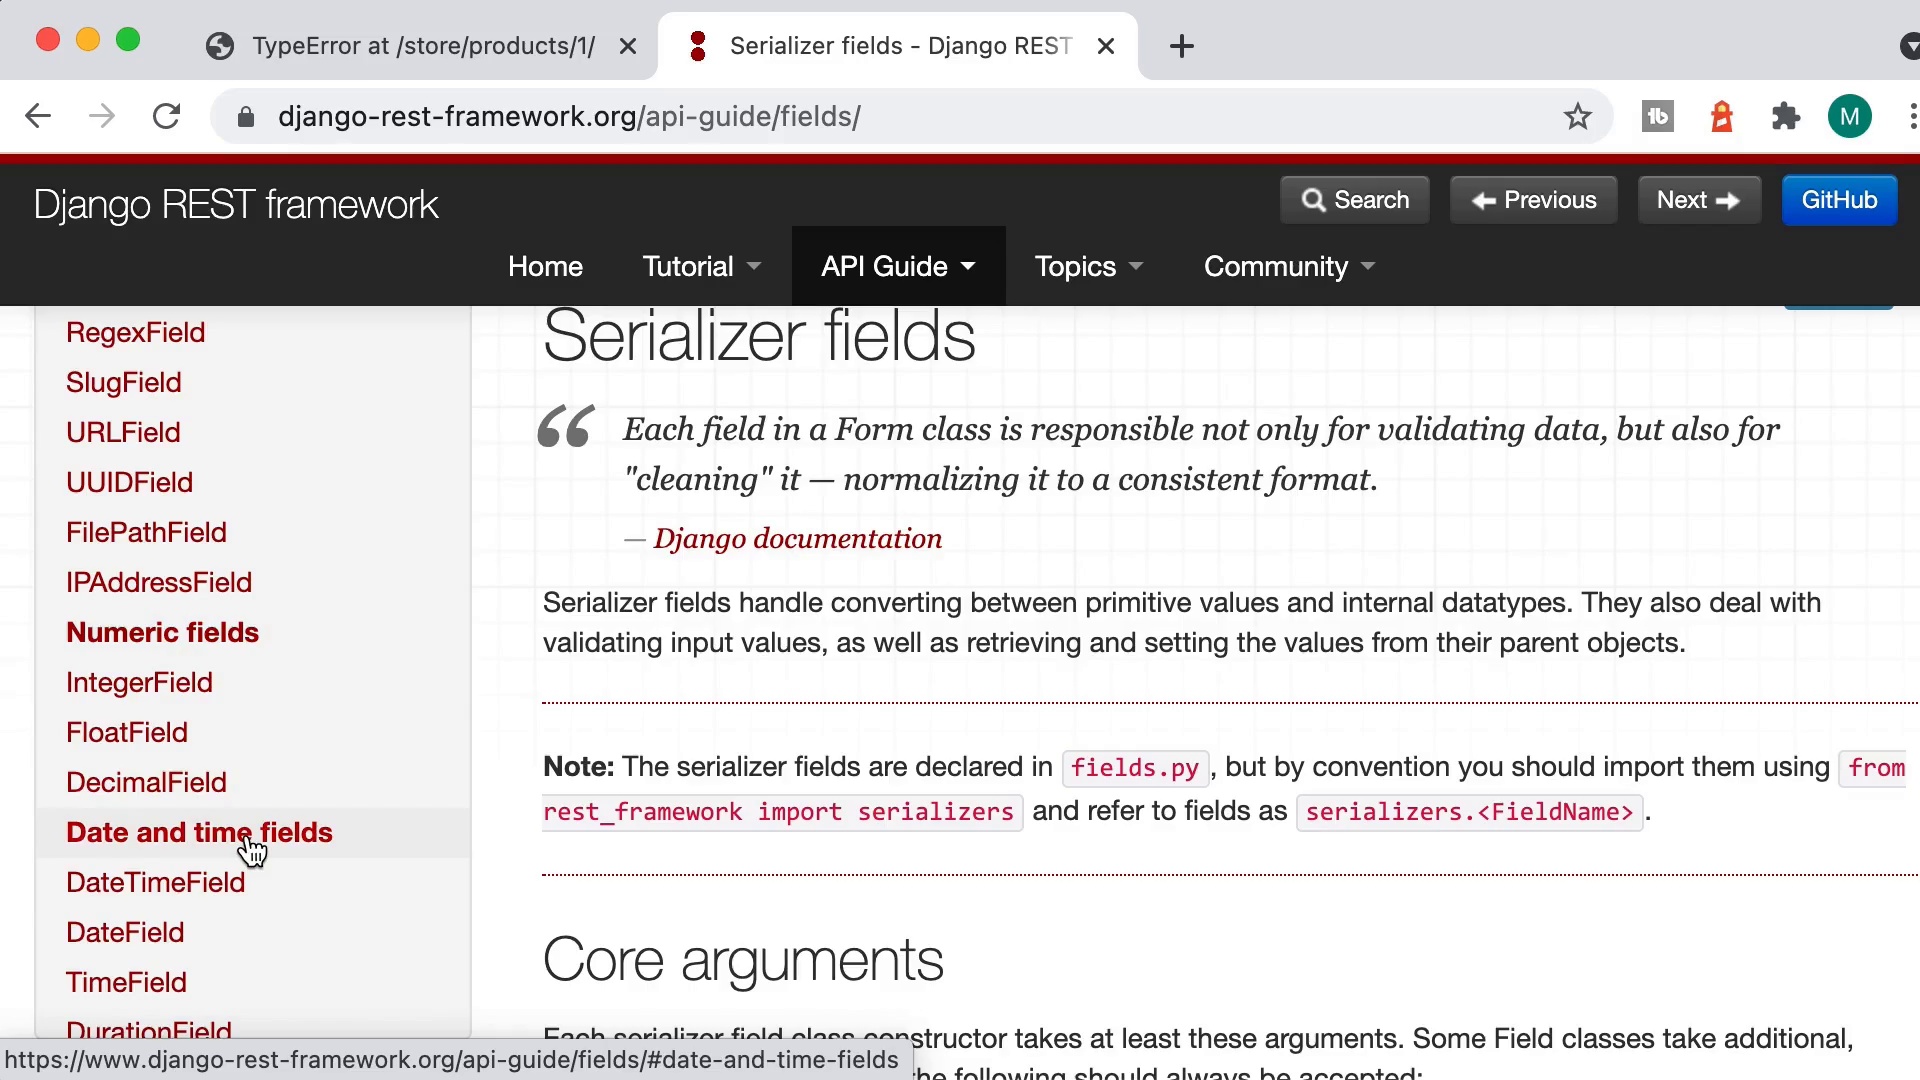 TypeError at /store/products/1/
Serializer fields - Django REST
django-rest-framework.org/api-guide/fields/
M
Django REST framework
Search
Previous
Next
GitHub
Home
Tutorial
API Guide
Topics
Community
RegexField
SlugField
URLField
UUIDField
FilePathField
IPAddressField
Numeric fields
IntegerField
FloatField
DecimalField
Date and time fields
DateTimeField
DateField
TimeField
DurationField
Serializer fields
“ Each field in a Form class is responsible not only for validating data, but also for
"cleaning" it — normalizing it to a consistent format.
— Django documentation
Serializer fields handle converting between primitive values and internal datatypes. They also deal with
validating input values, as well as retrieving and setting the values from their parent objects.
Note: The serializer fields are declared in fields.py, but by convention you should import them using from
rest_framework import serializers and refer to fields as serializers.<FieldName>.
Core arguments
Each serializer field class constructor takes at least these arguments. Some Field classes take additional,
the following should always be accepted:
https://www.django-rest-framework.org/api-guide/fields/#date-and-time-fields